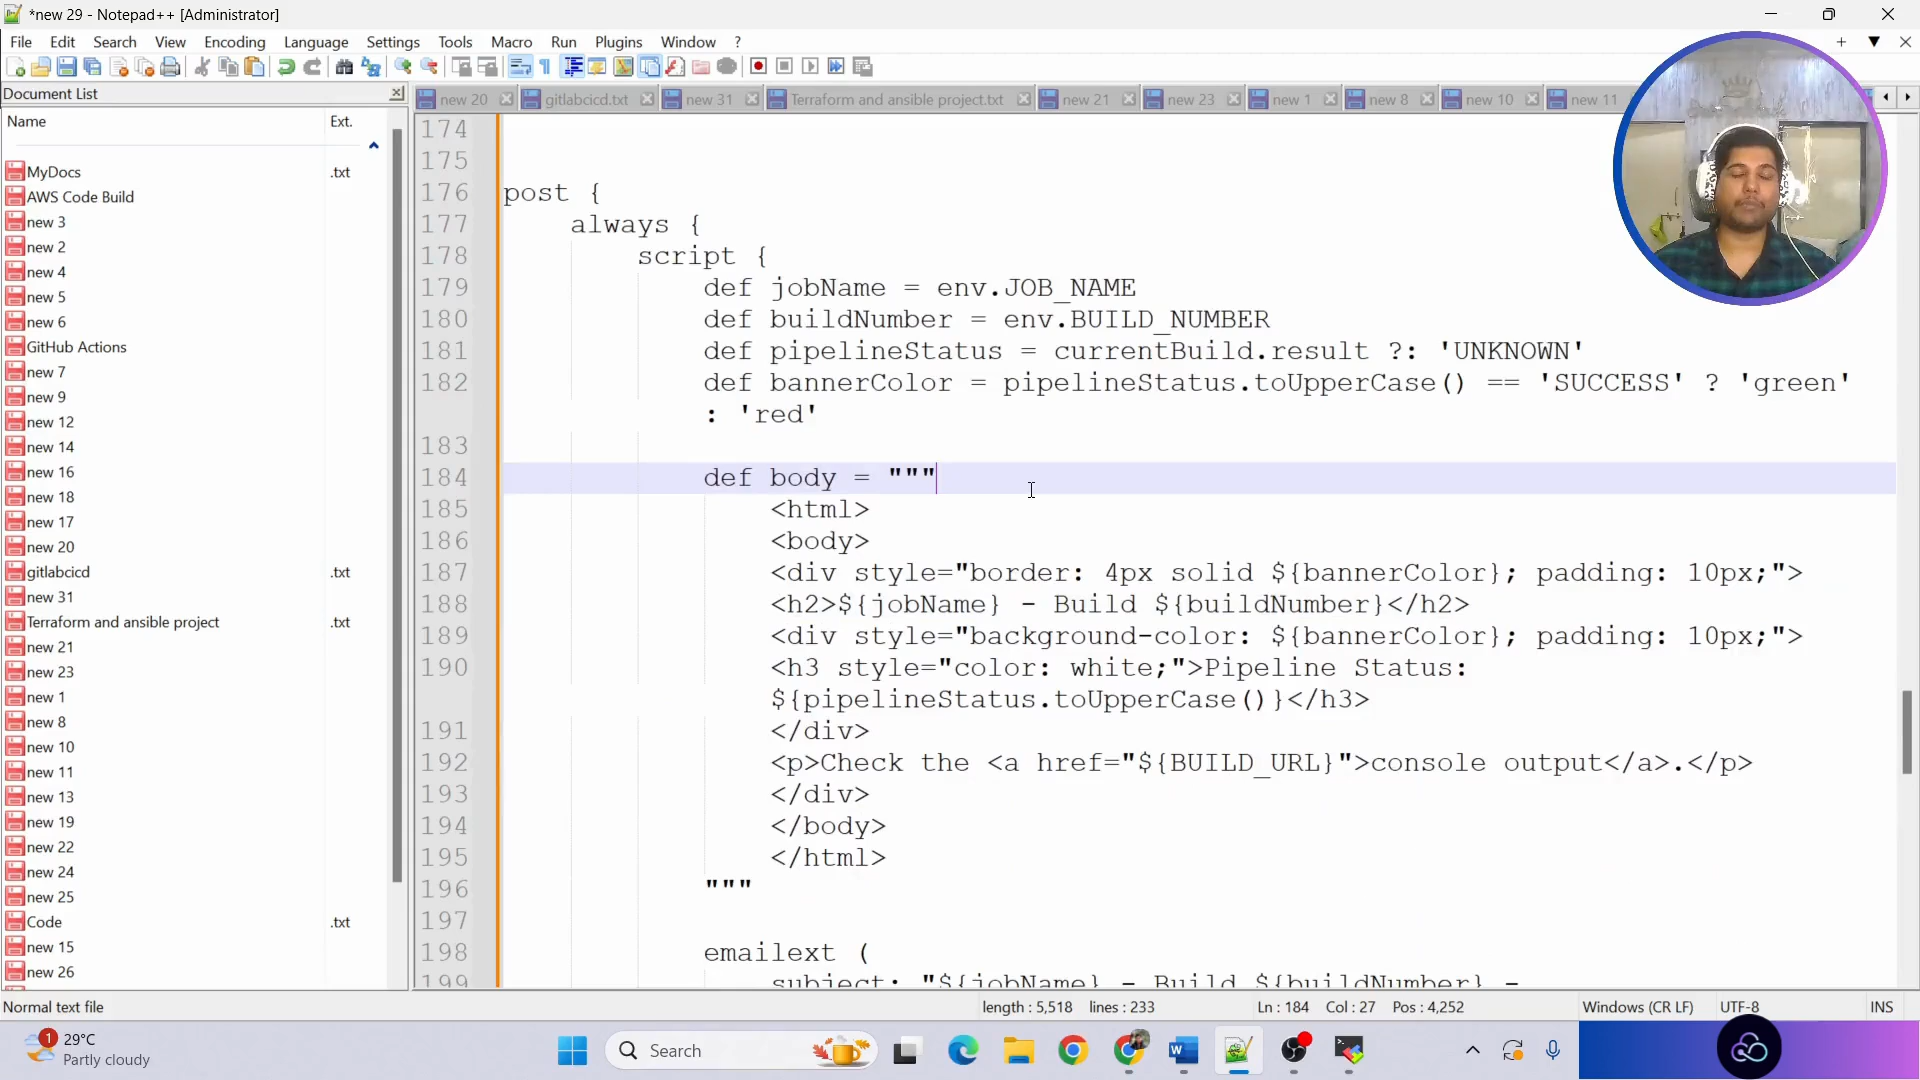 *new 29 - Notepad++ [Administrator]
File Edit Search View Encoding Language Settings Tools Macro Run Plugins Window ?
Document List
new 20 gitlabcicd.txt new 31 Terraform and ansible project.txt new 21 new 23 new 1 new 8 new 10 new 11
Name Ext.
MyDocs .txt
AWS Code Build
new 3
new 2
new 4
new 5
new 6
GitHub Actions
new 7
new 9
new 12
new 14
new 16
new 18
new 17
new 20
gitlabcicd .txt
new 31
Terraform and ansible project .txt
new 21
new 23
new 1
new 8
new 10
new 11
new 13
new 19
new 22
new 24
new 25
Code .txt
new 15
new 26
174
175
176 post {
177 always {
178 script {
179 def jobName = env.JOB_NAME
180 def buildNumber = env.BUILD_NUMBER
181 def pipelineStatus = currentBuild.result ?: 'UNKNOWN'
182 def bannerColor = pipelineStatus.toUpperCase() == 'SUCCESS' ? 'green'
: 'red'
183
184 def body = """
185 <html>
186 <body>
187 <div style="border: 4px solid ${bannerColor}; padding: 10px;">
188 <h2>${jobName} - Build ${buildNumber}</h2>
189 <div style="background-color: ${bannerColor}; padding: 10px;">
190 <h3 style="color: white;">Pipeline Status:
${pipelineStatus.toUpperCase()}</h3>
191 </div>
192 <p>Check the <a href="${BUILD_URL}">console output</a>.</p>
193 </div>
194 </body>
195 </html>
196 """
197
198 emailext (
199 subject: "${jobName} - Build ${buildNumber} -
Normal text file length : 5,518 lines : 233 Ln : 184 Col : 27 Pos : 4,252 Windows (CR LF) UTF-8 INS
1
29°C
Partly cloudy
Search